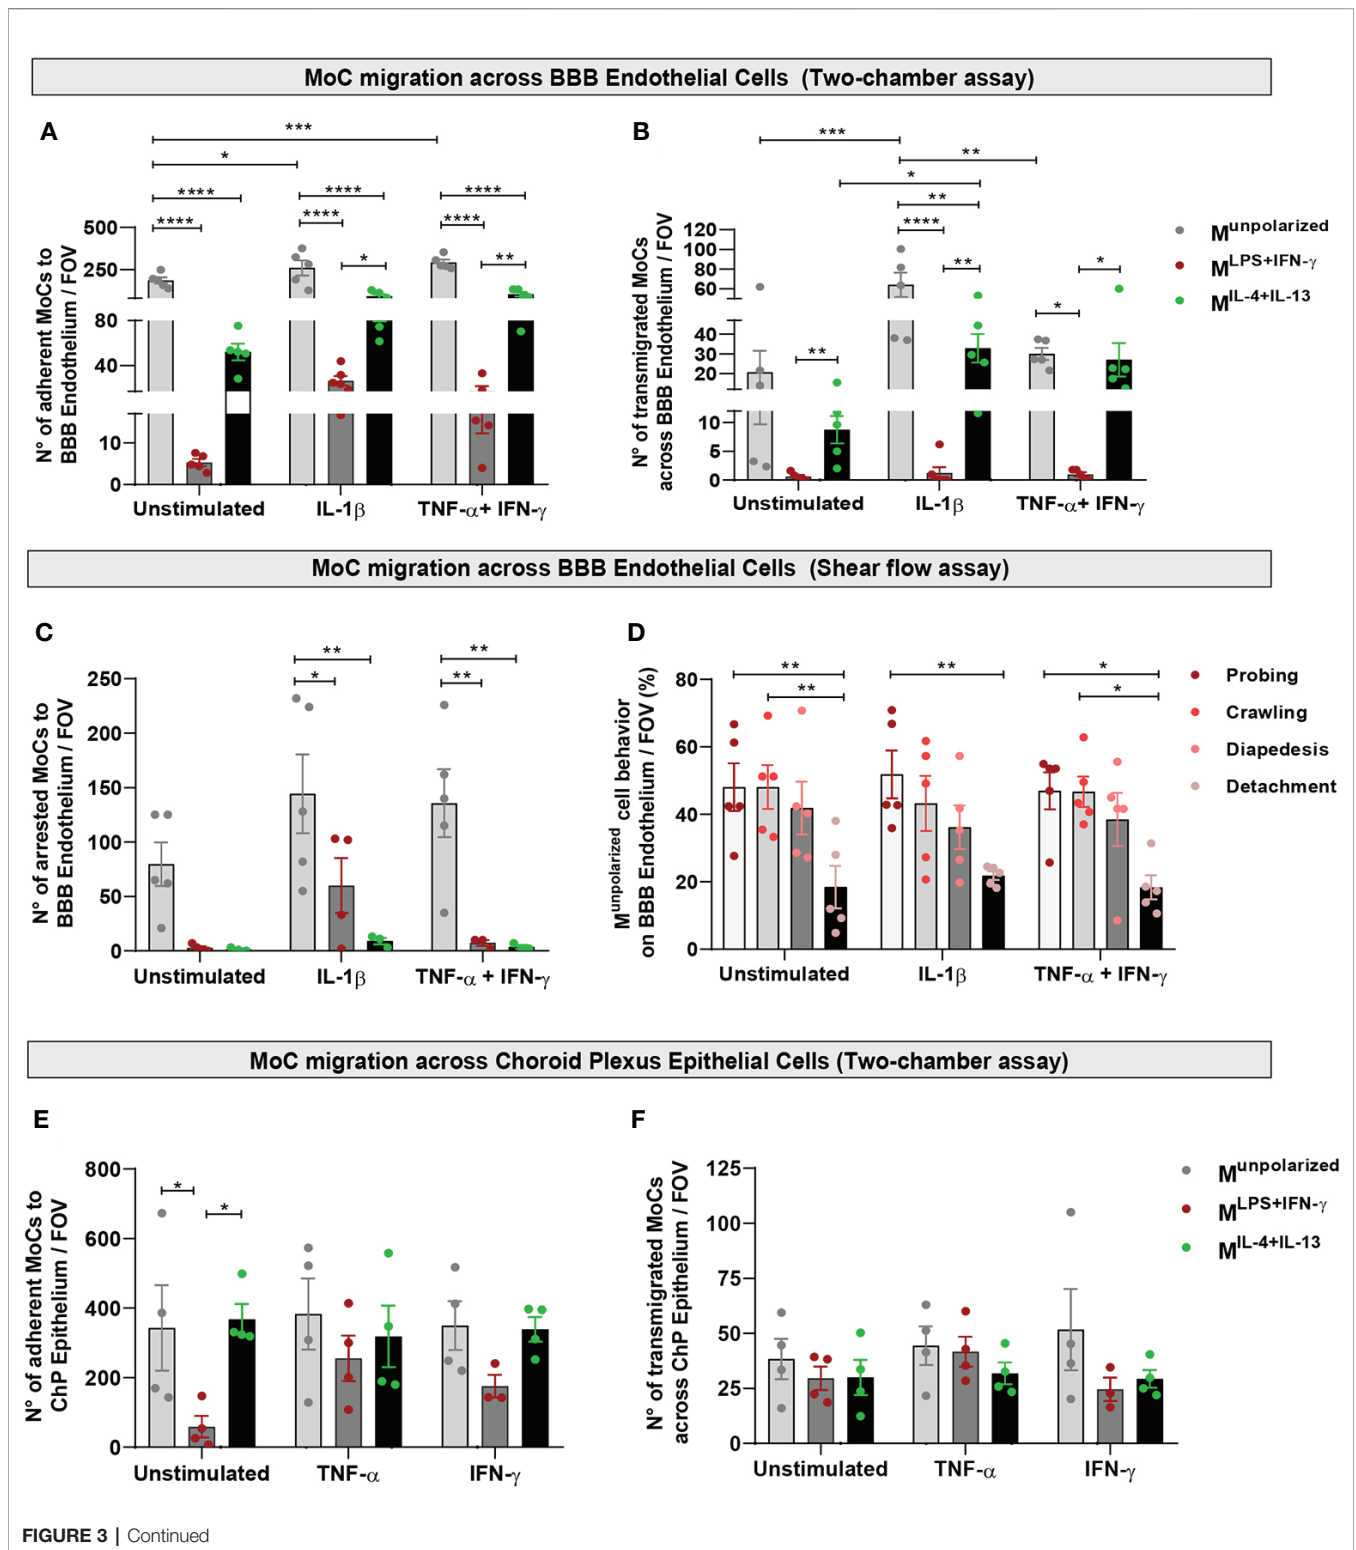 MoC migration across BBB Endothelial Cells (Two-chamber assay)
A
N° of adherent MoCs to
BBB Endothelium / FOV
500
250
80
40
10
0
***
*
****
****
****
****
*
****
****
**
Unstimulated
IL-1β
TNF-α+ IFN-γ
B
N° of transmigrated MoCs
across BBB Endothelium / FOV
120
100
80
60
40
30
20
10
5
0
***
**
*
**
****
**
**
*
*
Unstimulated
IL-1β
TNF-α+ IFN-γ
Munpolarized
MLPS+IFN-γ
MIL-4+IL-13
MoC migration across BBB Endothelial Cells (Shear flow assay)
C
N° of arrested MoCs to
BBB Endothelium / FOV
250
200
150
100
50
0
**
*
**
**
Unstimulated
IL-1β
TNF-α + IFN-γ
D
Munpolarized cell behavior
on BBB Endothelium / FOV (%)
80
60
40
20
0
**
**
**
*
*
Unstimulated
IL-1β
TNF-α + IFN-γ
Probing
Crawling
Diapedesis
Detachment
MoC migration across Choroid Plexus Epithelial Cells (Two-chamber assay)
E
N° of adherent MoCs to
ChP Epithelium / FOV
800
600
400
200
0
*
*
Unstimulated
TNF-α
IFN-γ
F
N° of transmigrated MoCs
across ChP Epithelium / FOV
125
100
75
50
25
0
Unstimulated
TNF-α
IFN-γ
Munpolarized
MLPS+IFN-γ
MIL-4+IL-13
FIGURE 3 | Continued